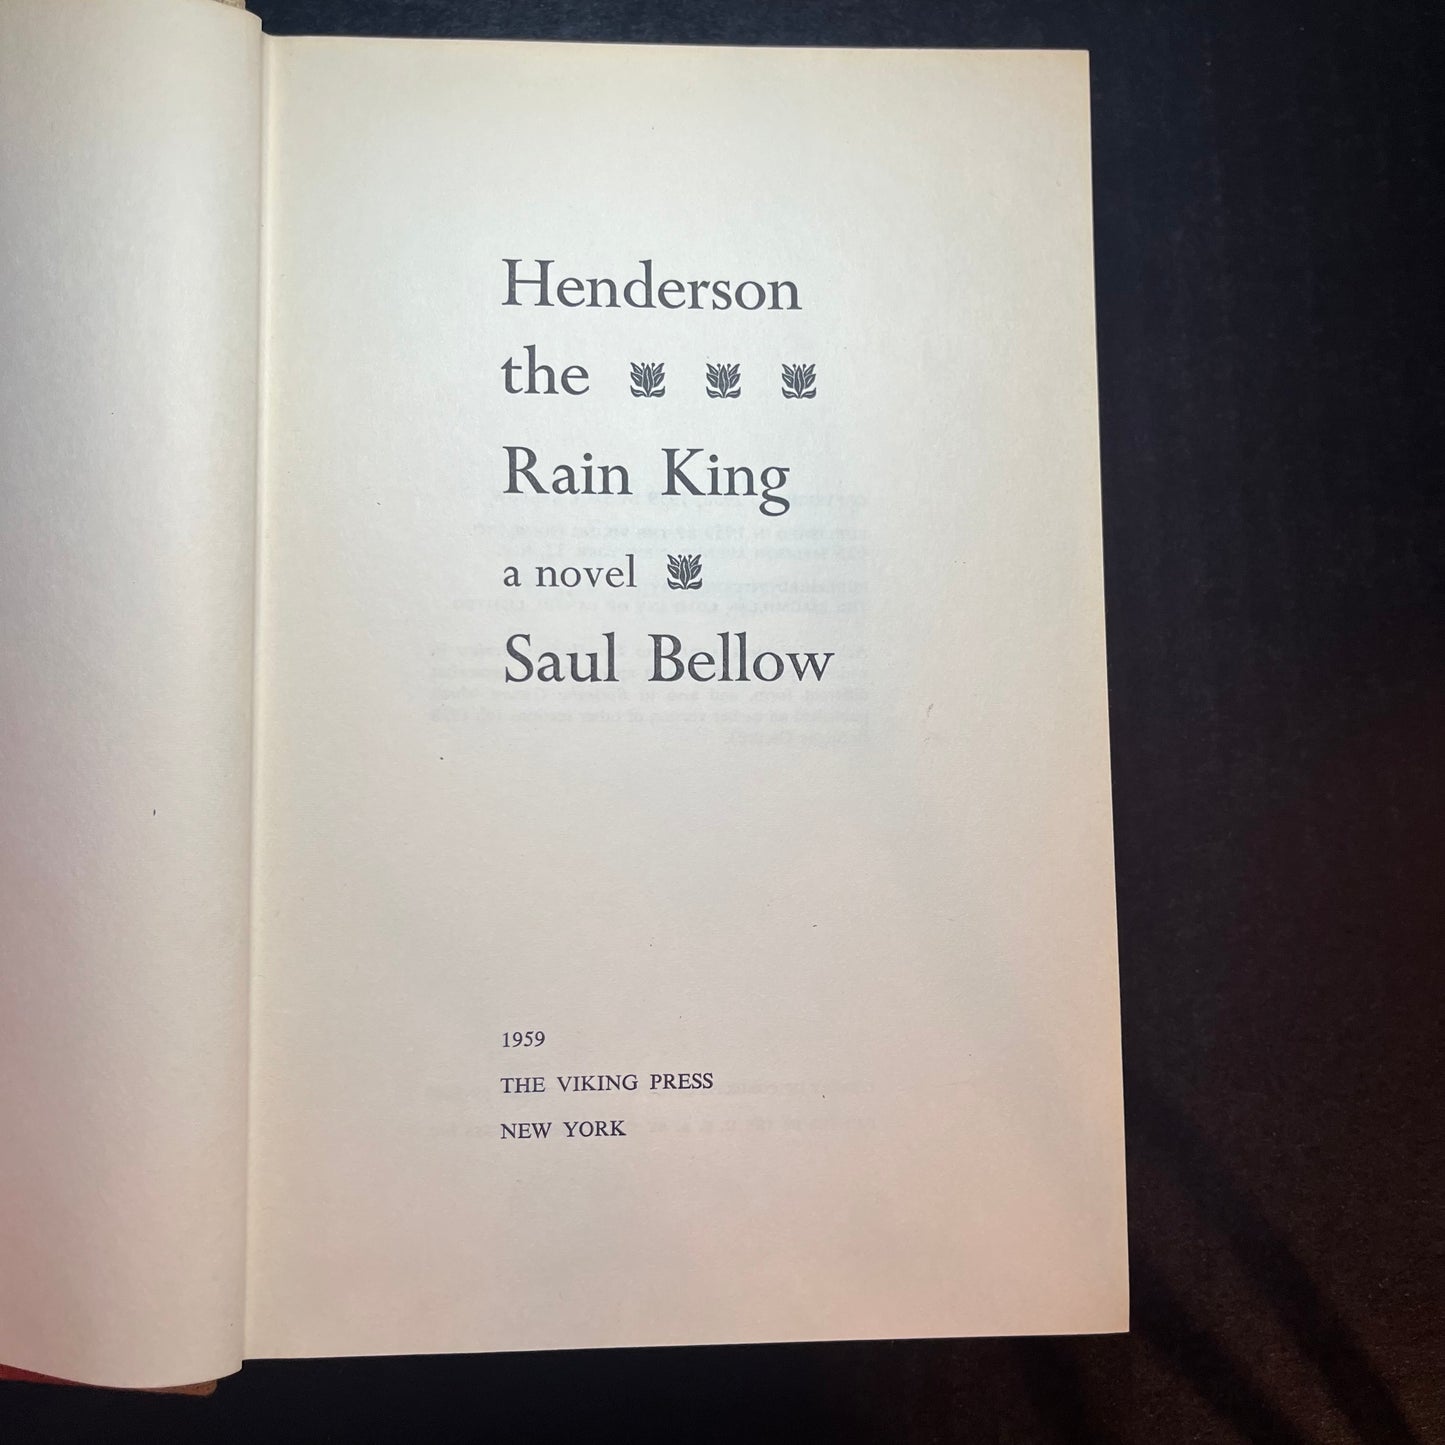 Henderson
the
Rain King
a novel
Saul Bellow
1959
THE VIKING PRESS
NEW YORK